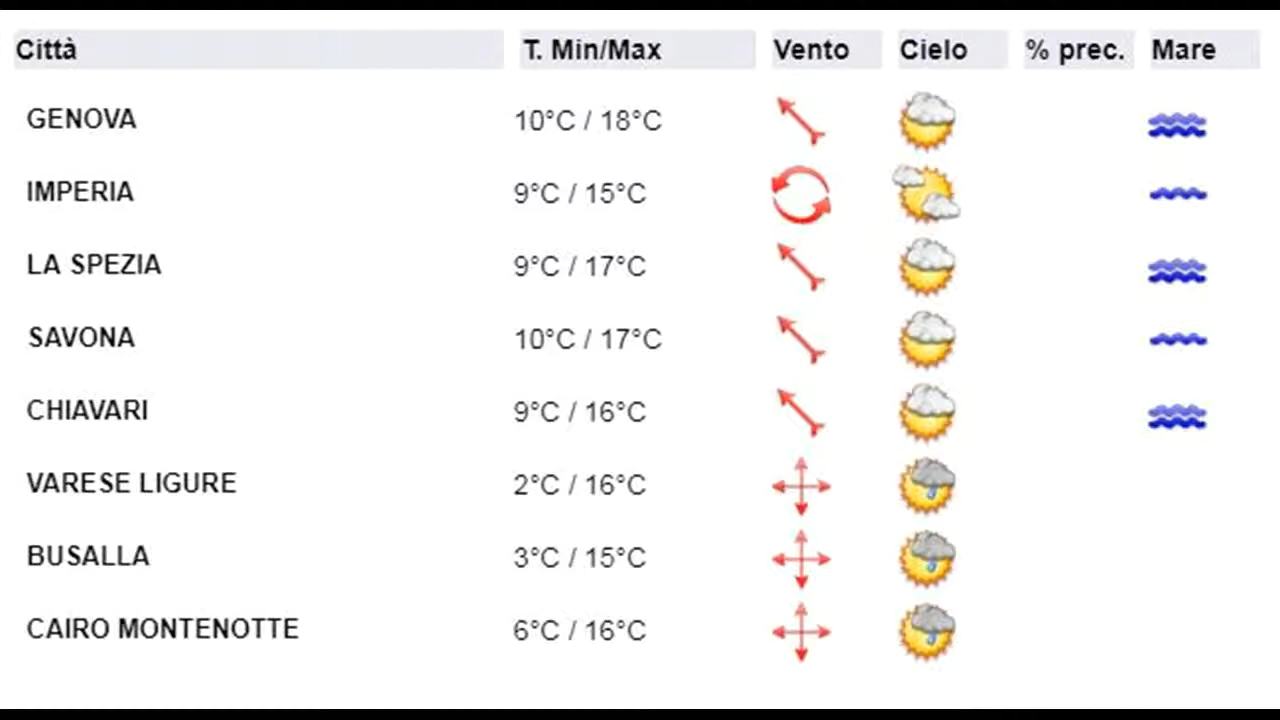 Città T. Min/Max Vento Cielo % prec. Mare
GENOVA 10°C / 18°C
IMPERIA 9°C / 15°C
LA SPEZIA 9°C / 17°C
SAVONA 10°C / 17°C
CHIAVARI 9°C / 16°C
VARESE LIGURE 2°C / 16°C
BUSALLA 3°C / 15°C
CAIRO MONTENOTTE 6°C / 16°C